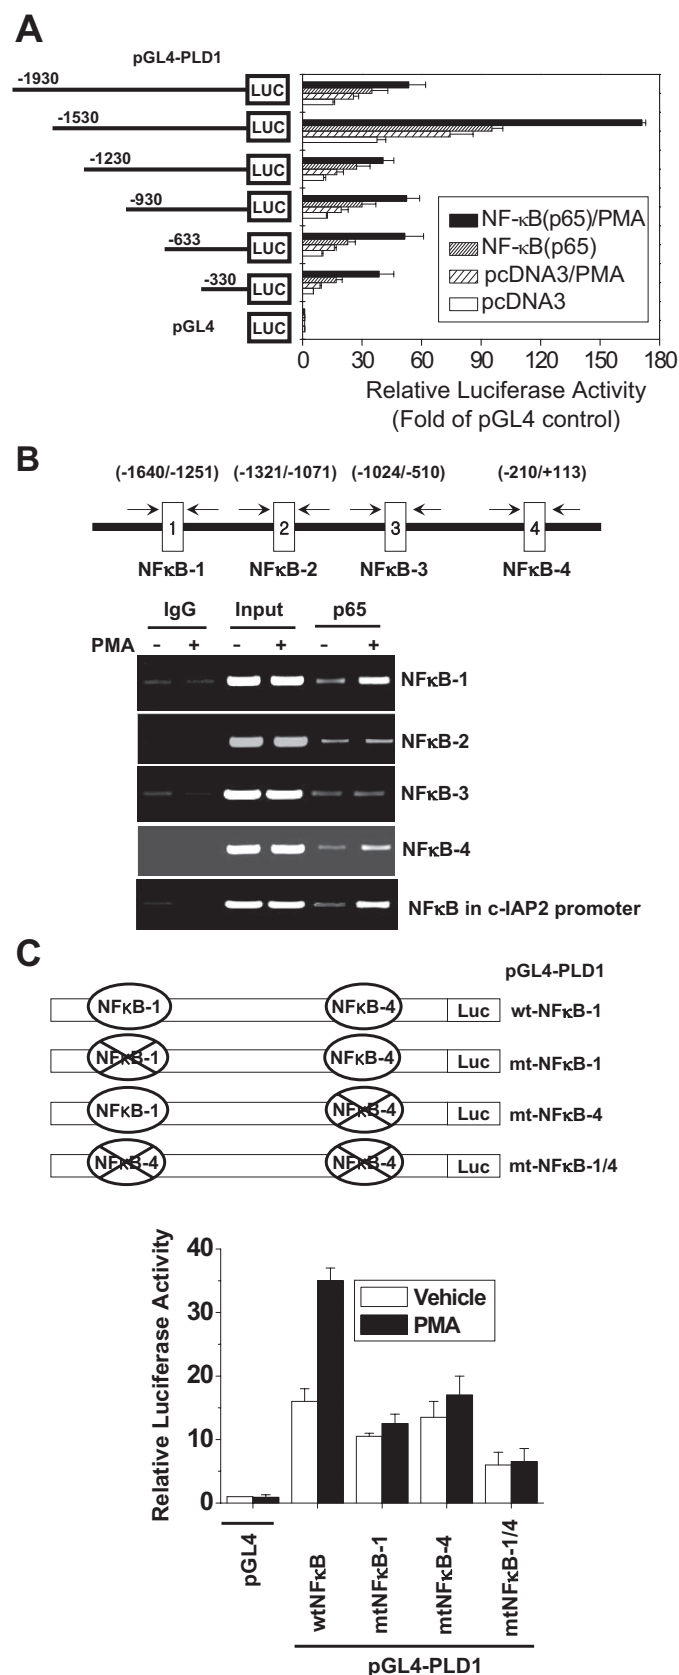 A
pGL4-PLD1
-1930
LUC
-1530
LUC
-1230
LUC
-930
LUC
-633
LUC
-330
LUC
pGL4
LUC
NF-κB(p65)/PMA
NF-κB(p65)
pcDNA3/PMA
pcDNA3
0 30 60 90 120 150 180
Relative Luciferase Activity
(Fold of pGL4 control)
B
(-1640/-1251) (-1321/-1071) (-1024/-510) (-210/+113)
1 2 3 4
NFκB-1 NFκB-2 NFκB-3 NFκB-4
IgG Input p65
PMA - + - + - +
NFκB-1
NFκB-2
NFκB-3
NFκB-4
NFκB in c-IAP2 promoter
C
pGL4-PLD1
NFκB-1 NFκB-4 Luc wt-NFκB-1
NFκB-1 NFκB-4 Luc mt-NFκB-1
NFκB-1 NFκB-4 Luc mt-NFκB-4
NFκB-4 NFκB-4 Luc mt-NFκB-1/4
Relative Luciferase Activity
40
30
20
10
0
Vehicle
PMA
pGL4
wtNFκB
mtNFκB-1
mtNFκB-4
mtNFκB-1/4
pGL4-PLD1